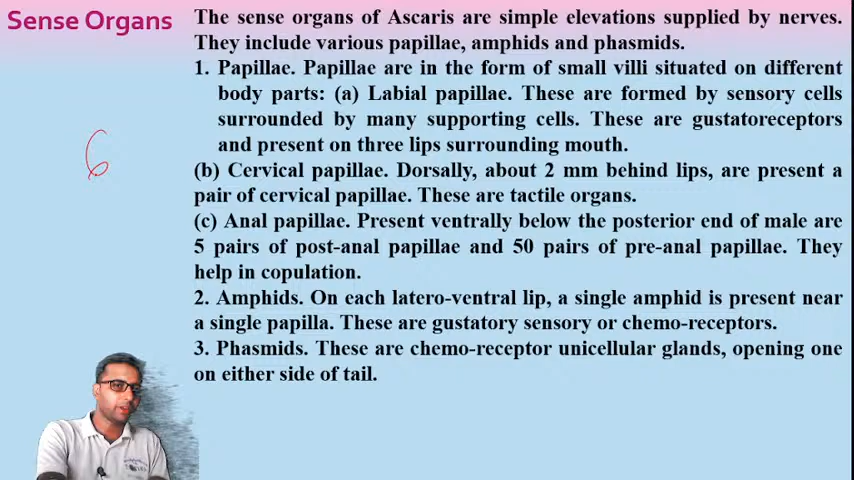 Sense Organs
The sense organs of Ascaris are simple elevations supplied by nerves.
They include various papillae, amphids and phasmids.
1. Papillae. Papillae are in the form of small villi situated on different
body parts: (a) Labial papillae. These are formed by sensory cells
surrounded by many supporting cells. These are gustatoreceptors
and present on three lips surrounding mouth.
(b) Cervical papillae. Dorsally, about 2 mm behind lips, are present a
pair of cervical papillae. These are tactile organs.
(c) Anal papillae. Present ventrally below the posterior end of male are
5 pairs of post-anal papillae and 50 pairs of pre-anal papillae. They
help in copulation.
2. Amphids. On each latero-ventral lip, a single amphid is present near
a single papilla. These are gustatory sensory or chemo-receptors.
3. Phasmids. These are chemo-receptor unicellular glands, opening one
on either side of tail.